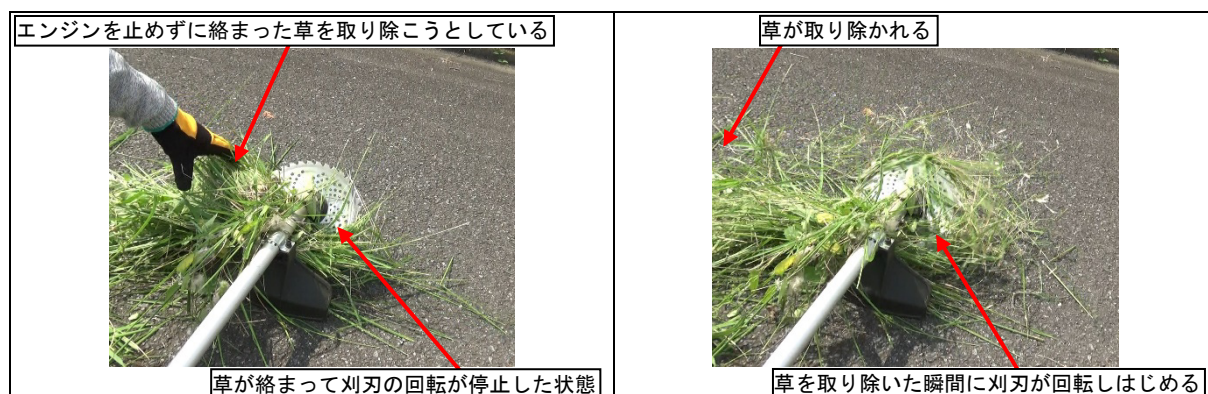 エンジンを止めずに絡まった草を取り除こうとしている
草が絡まって刈刃の回転が停止した状態
草が取り除かれる
草を取り除いた瞬間に刈刃が回転しはじめる